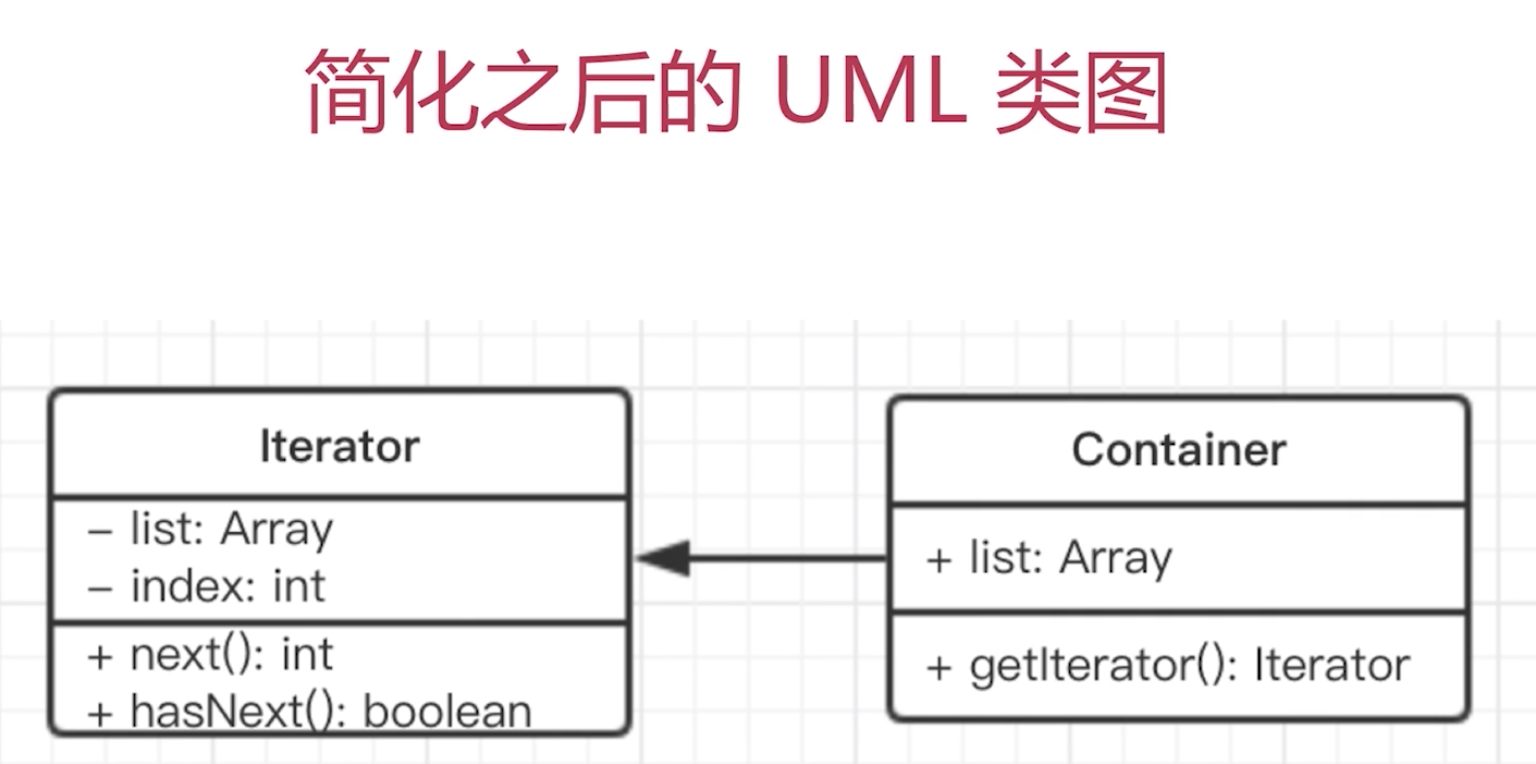 简化之后的 UML 类图
Iterator
– list: Array
– index: int
+ next(): int
+ hasNext(): boolean
Container
+ list: Array
+ getIterator(): Iterator